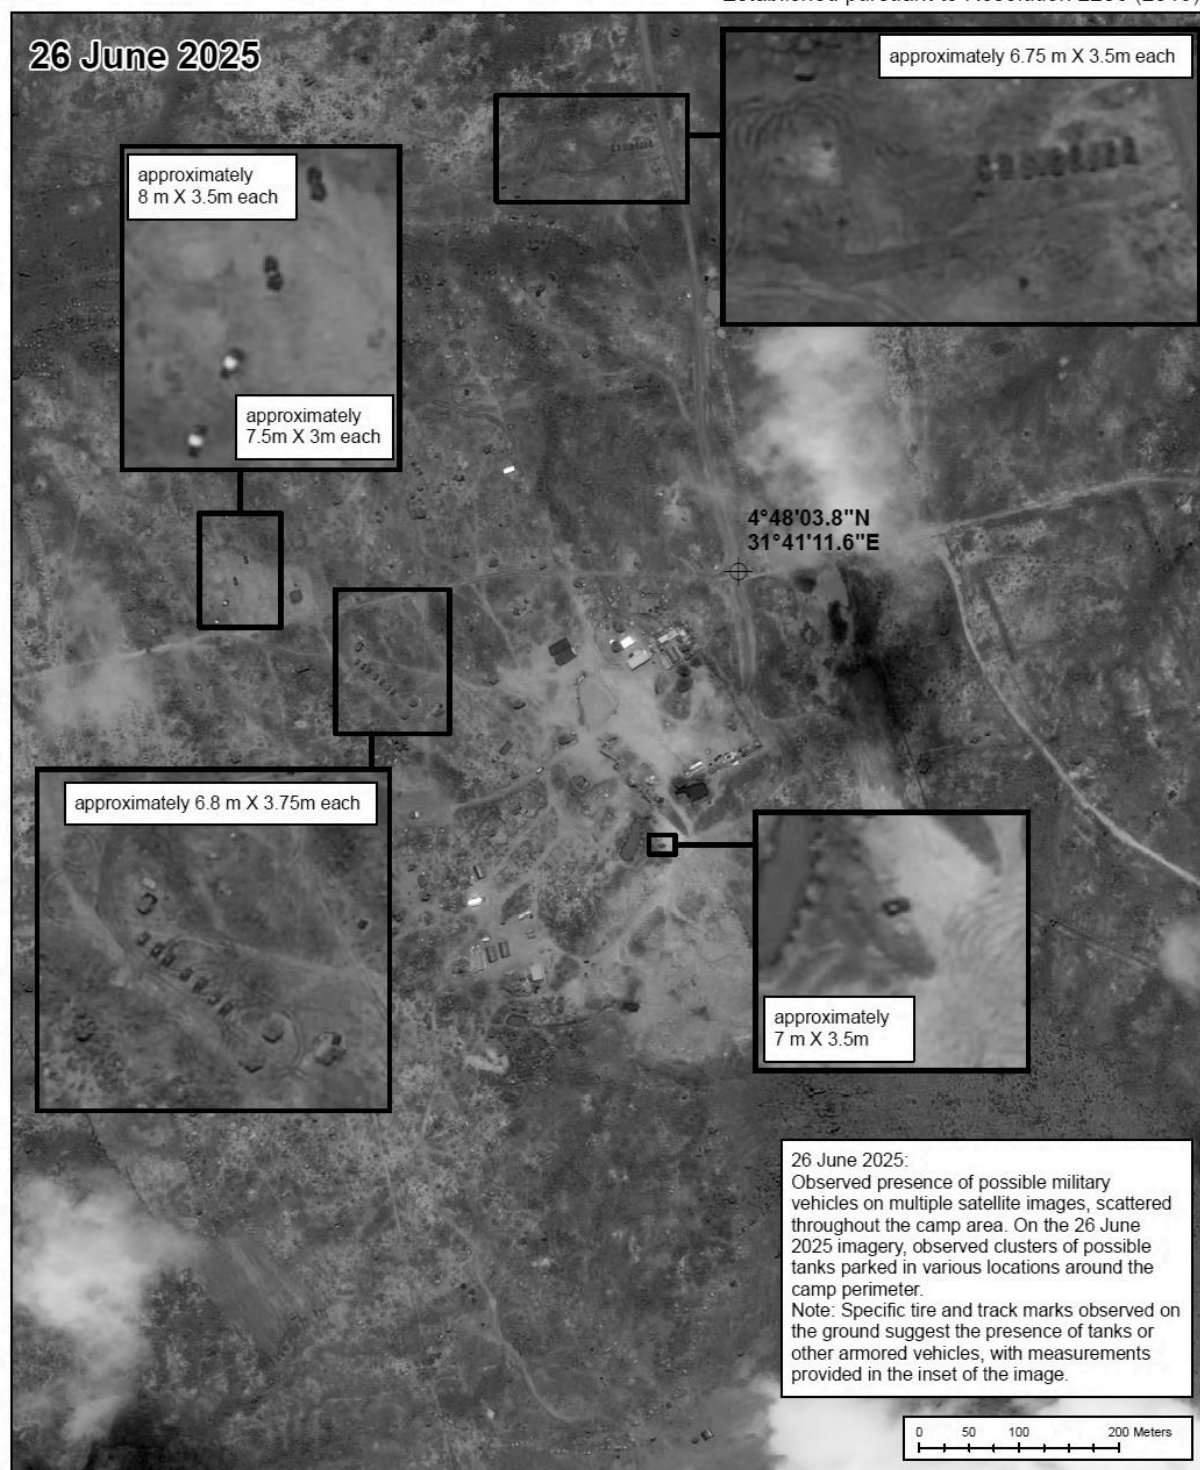 26 June 2025
approximately 6.75 m X 3.5m each
approximately
8 m X 3.5m each
approximately
7.5m X 3m each
4°48'03.8"N
31°41'11.6"E
approximately 6.8 m X 3.75m each
approximately
7 m X 3.5m
26 June 2025:
Observed presence of possible military
vehicles on multiple satellite images, scattered
throughout the camp area. On the 26 June
2025 imagery, observed clusters of possible
tanks parked in various locations around the
camp perimeter.
Note: Specific tire and track marks observed on
the ground suggest the presence of tanks or
other armored vehicles, with measurements
provided in the inset of the image.
0 50 100 200 Meters